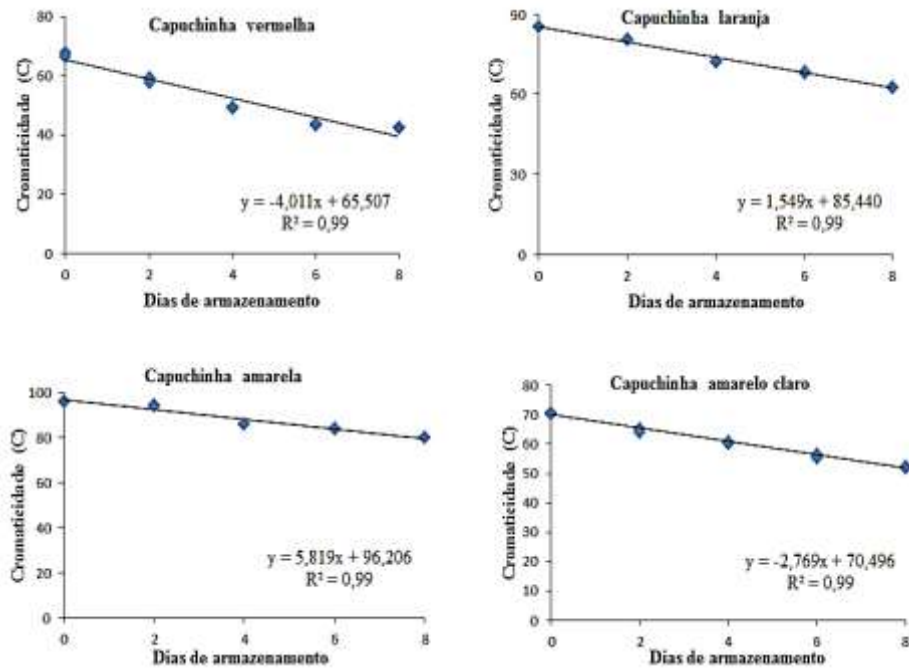 Capuchinha vermelha
Cromaticidade (C)
80
60
40
20
0
y = -4,011x + 65,507
R² = 0,99
0 2 4 6 8
Dias de armazenamento
Capuchinha laranja
Cromaticidade (C)
90
60
30
0
y = 1,549x + 85,440
R² = 0,99
0 2 4 6 8
Dias de armazenamento
Capuchinha amarela
Cromaticidade (C)
100
80
60
40
20
0
y = 5,819x + 96,206
R² = 0,99
0 2 4 6 8
Dias de armazenamento
Capuchinha amarelo claro
Cromaticidade (C)
80
70
60
50
40
30
20
10
0
y = -2,769x + 70,496
R² = 0,99
0 2 4 6 8
Dias de armazenamento